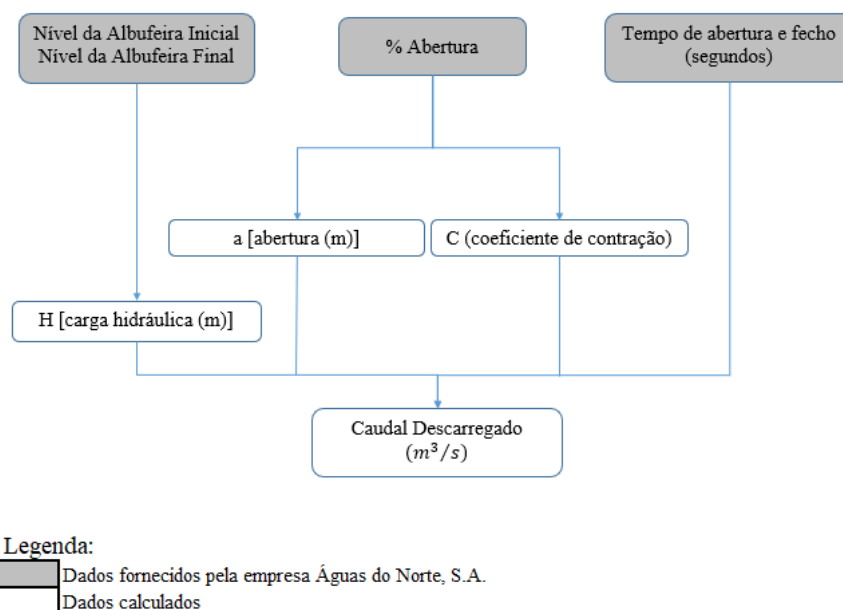 Nível da Albufeira Inicial
Nível da Albufeira Final
% Abertura
Tempo de abertura e fecho
(segundos)
a [abertura (m)]
C (coeficiente de contração)
H [carga hidráulica (m)]
Caudal Descarregado
(m³/s)
Legenda:
Dados fornecidos pela empresa Águas do Norte, S.A.
Dados calculados